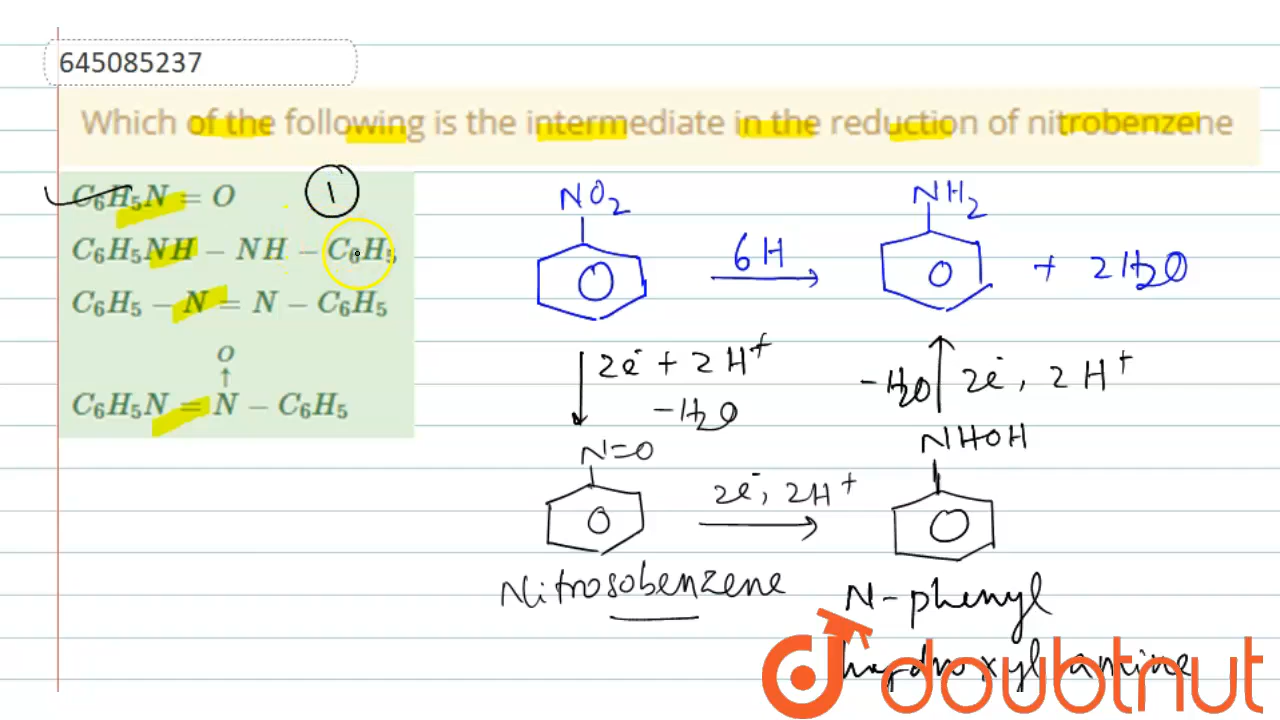 645085237
Which of the following is the intermediate in the reduction of nitrobenzene
C₆H₅N = O
①
C₆H₅NH – NH – C₆H₅
C₆H₅ – N = N – C₆H₅
O
↑
C₆H₅N = N – C₆H₅
NO₂
6H
NH₂
+ 2H₂O
2e⁻ + 2H⁺
–H₂O
–H₂O
2e⁻, 2H⁺
N=O
2e⁻, 2H⁺
NHOH
Nitrosobenzene
N-phenyl
hydroxyl amine
doubtnut